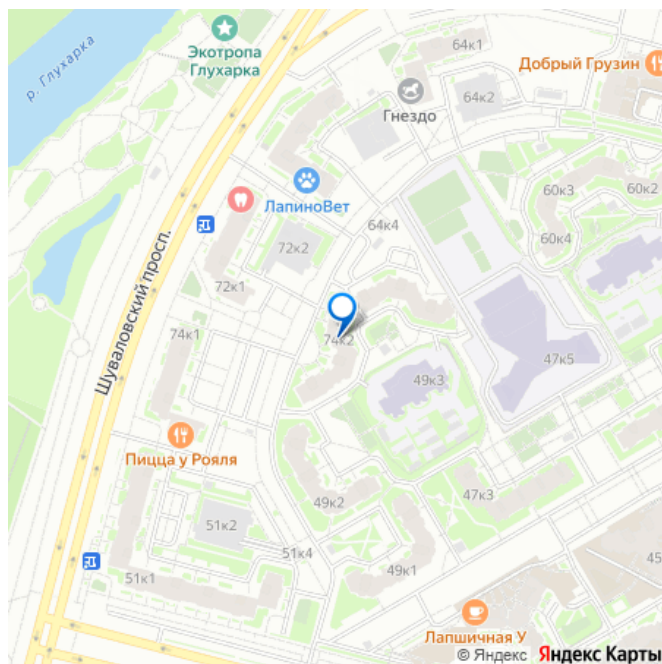 Экотропа
Глухарка
р. Глухарка
64к1
Добрый Грузин
64к2
Гнездо
60к3
60к2
ЛапиноВет
64к4
60к4
72к2
Шуваловский просп.
72к1
74к1
74к2
47к5
49к3
Пицца у Рояля
49к2
47к3
51к2
51к4
45
51к1
49к1
Лапшичная У
© Яндекс Яндекс Карты